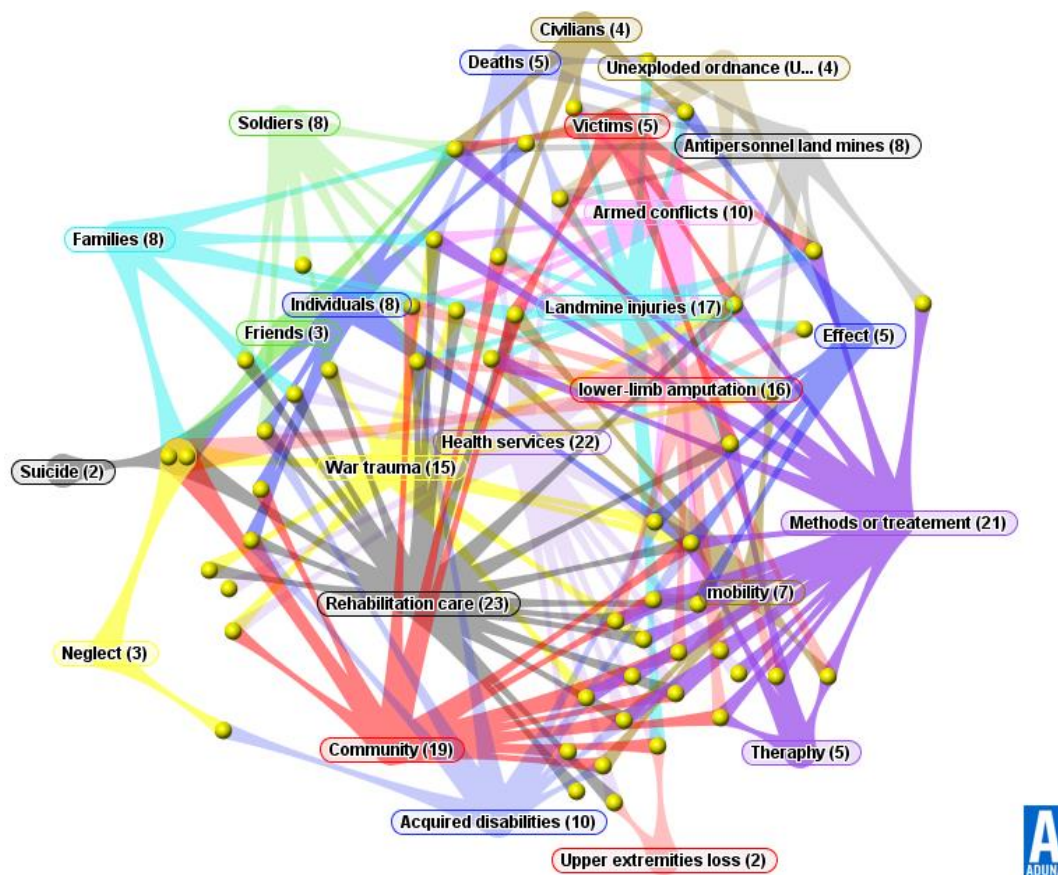 Civilians (4)
Deaths (5)
Unexploded ordnance (U... (4)
Soldiers (8)
Victims (5)
Antipersonnel land mines (8)
Armed conflicts (10)
Families (8)
Individuals (8)
Landmine injuries (17)
Friends (3)
Effect (5)
lower-limb amputation (16)
Health services (22)
Suicide (2)
War trauma (15)
Methods or treatement (21)
mobility (7)
Rehabilitation care (23)
Neglect (3)
Community (19)
Theraphy (5)
Acquired disabilities (10)
Upper extremities loss (2)
A
ADUN